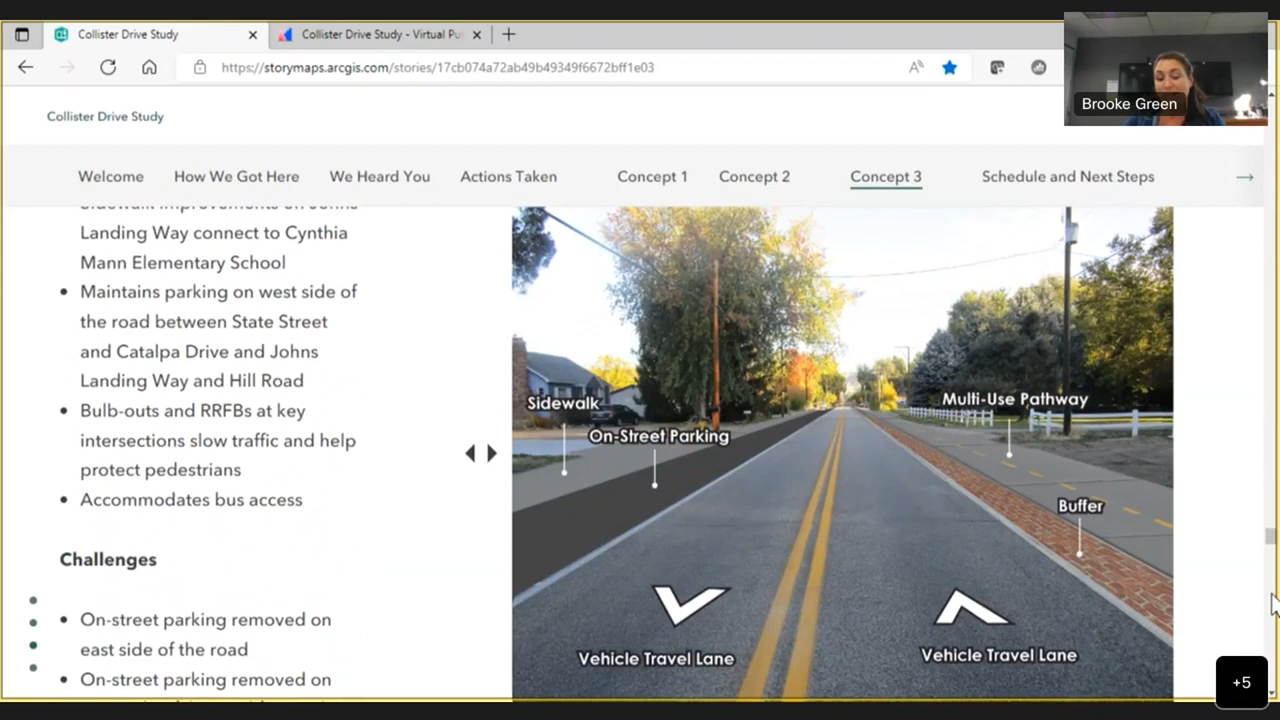 Collister Drive Study
Collister Drive Study - Virtual Pu
https://storymaps.arcgis.com/stories/17cb074a72ab49b49349f6672bff1e03
Brooke Green
Collister Drive Study
Welcome
How We Got Here
We Heard You
Actions Taken
Concept 1
Concept 2
Concept 3
Schedule and Next Steps
Sidewalk improvements on Johns
Landing Way connect to Cynthia
Mann Elementary School
Maintains parking on west side of
the road between State Street
and Catalpa Drive and Johns
Landing Way and Hill Road
Bulb-outs and RRFBs at key
intersections slow traffic and help
protect pedestrians
Accommodates bus access
Challenges
On-street parking removed on
east side of the road
On-street parking removed on
Sidewalk
On-Street Parking
Multi-Use Pathway
Buffer
Vehicle Travel Lane
Vehicle Travel Lane
+5